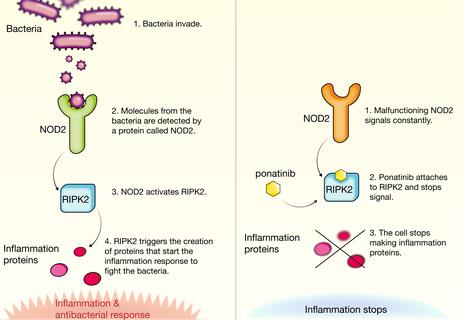 Bacteria
1. Bacteria invade.
2. Molecules from the
bacteria are detected by
a protein called NOD2.
NOD2
3. NOD2 activates RIPK2.
RIPK2
4. RIPK2 triggers the creation
of proteins that start the
inflammation response to
fight the bacteria.
Inflammation
proteins
Inflammation &
antibacterial response
NOD2
1. Malfunctioning NOD2
signals constantly.
ponatinib
RIPK2
2. Ponatinib attaches
to RIPK2 and stops
signal.
Inflammation
proteins
3. The cell stops
making inflammation
proteins.
Inflammation stops